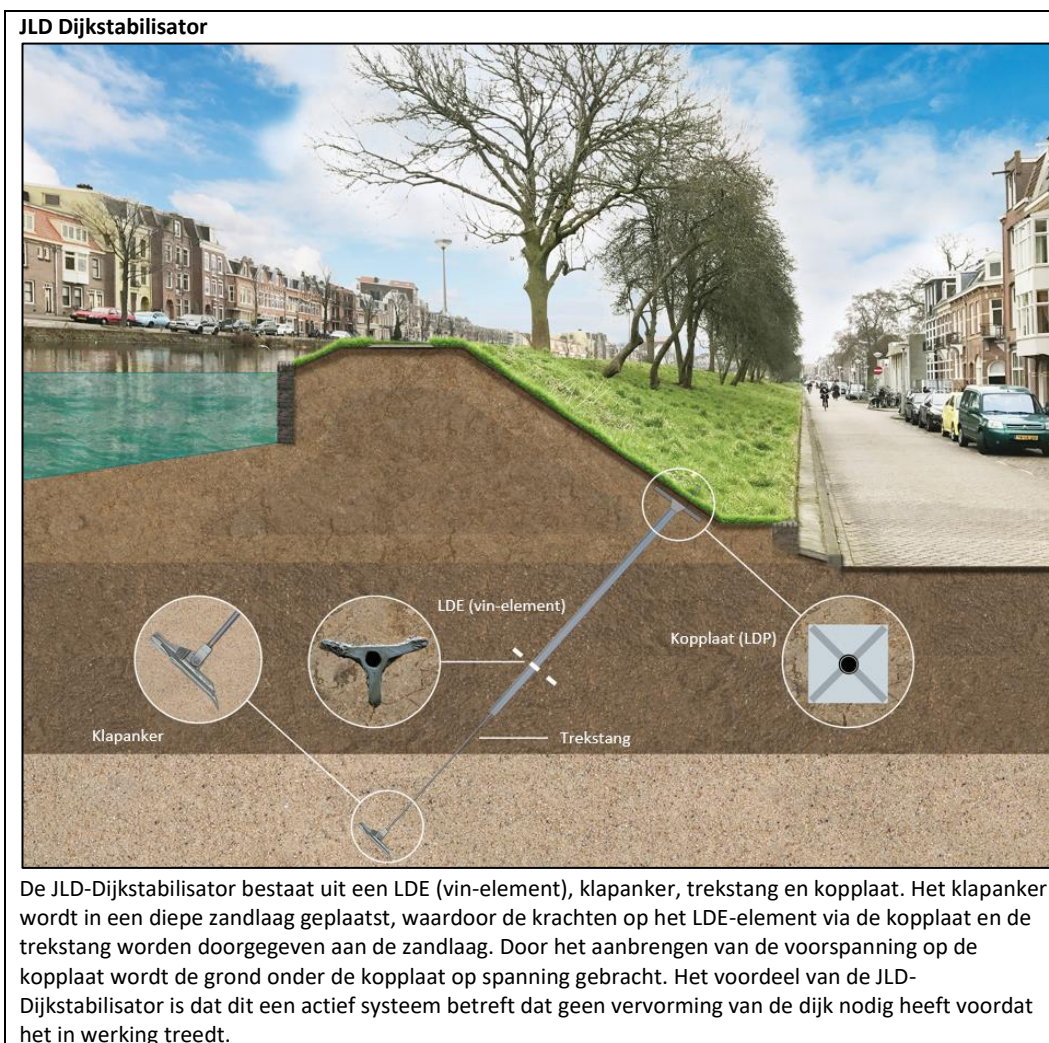 JLD Dijkstabilisator
LDE (vin-element)
Kopplaat (LDP)
Klapanker
Trekstang
De JLD-Dijkstabilisator bestaat uit een LDE (vin-element), klapanker, trekstang en kopplaat. Het klapanker
wordt in een diepe zandlaag geplaatst, waardoor de krachten op het LDE-element via de kopplaat en de
trekstang worden doorgegeven aan de zandlaag. Door het aanbrengen van de voorspanning op de
kopplaat wordt de grond onder de kopplaat op spanning gebracht. Het voordeel van de JLD-
Dijkstabilisator is dat dit een actief systeem betreft dat geen vervorming van de dijk nodig heeft voordat
het in werking treedt.